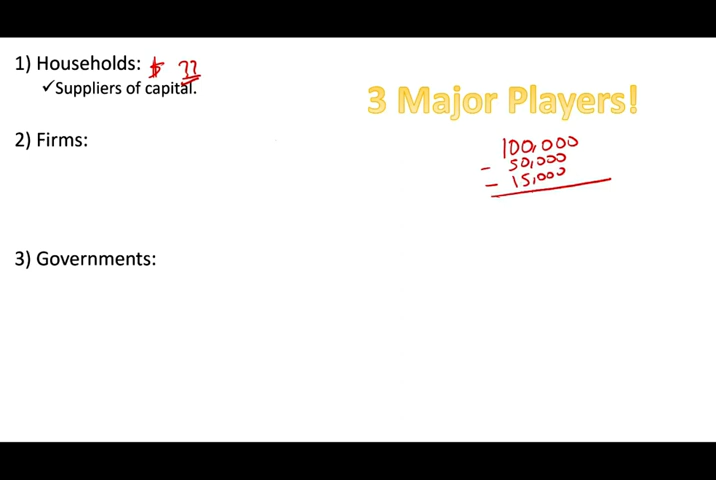 1) Households: $ ??
✓Suppliers of capital.
3 Major Players!
2) Firms:
100,000
- 50,000
- 15,000
3) Governments: